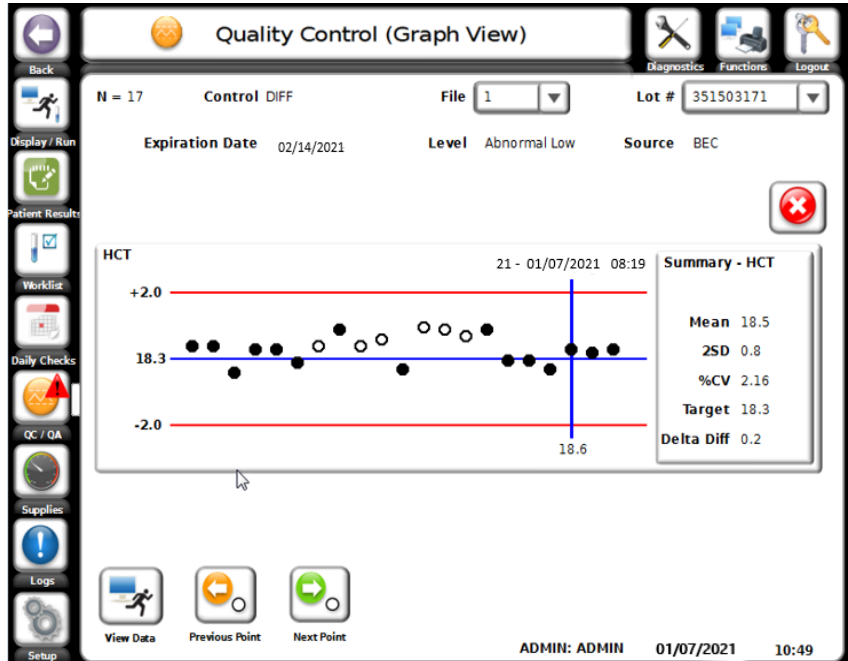 Quality Control (Graph View)
Back
Diagnostics
Functions
Logout
N = 17 Control DIFF File 1 Lot # 351503171
Display / Run
Expiration Date 02/14/2021 Level Abnormal Low Source BEC
Patient Results
Worklist
HCT 21 - 01/07/2021 08:19 Summary - HCT
+2.0
Mean 18.5
Daily Checks
18.3
2SD 0.8
%CV 2.16
Target 18.3
-2.0
Delta Diff 0.2
QC / QA
18.6
Supplies
Logs
View Data Previous Point Next Point
ADMIN: ADMIN 01/07/2021 10:49
Setup